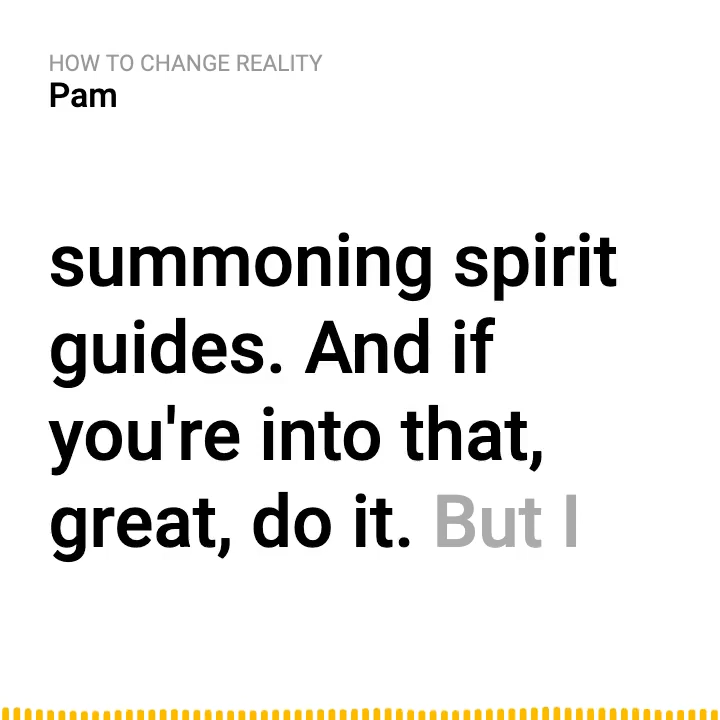 HOW TO CHANGE REALITY
Pam
summoning spirit
guides. And if
you're into that,
great, do it. But I